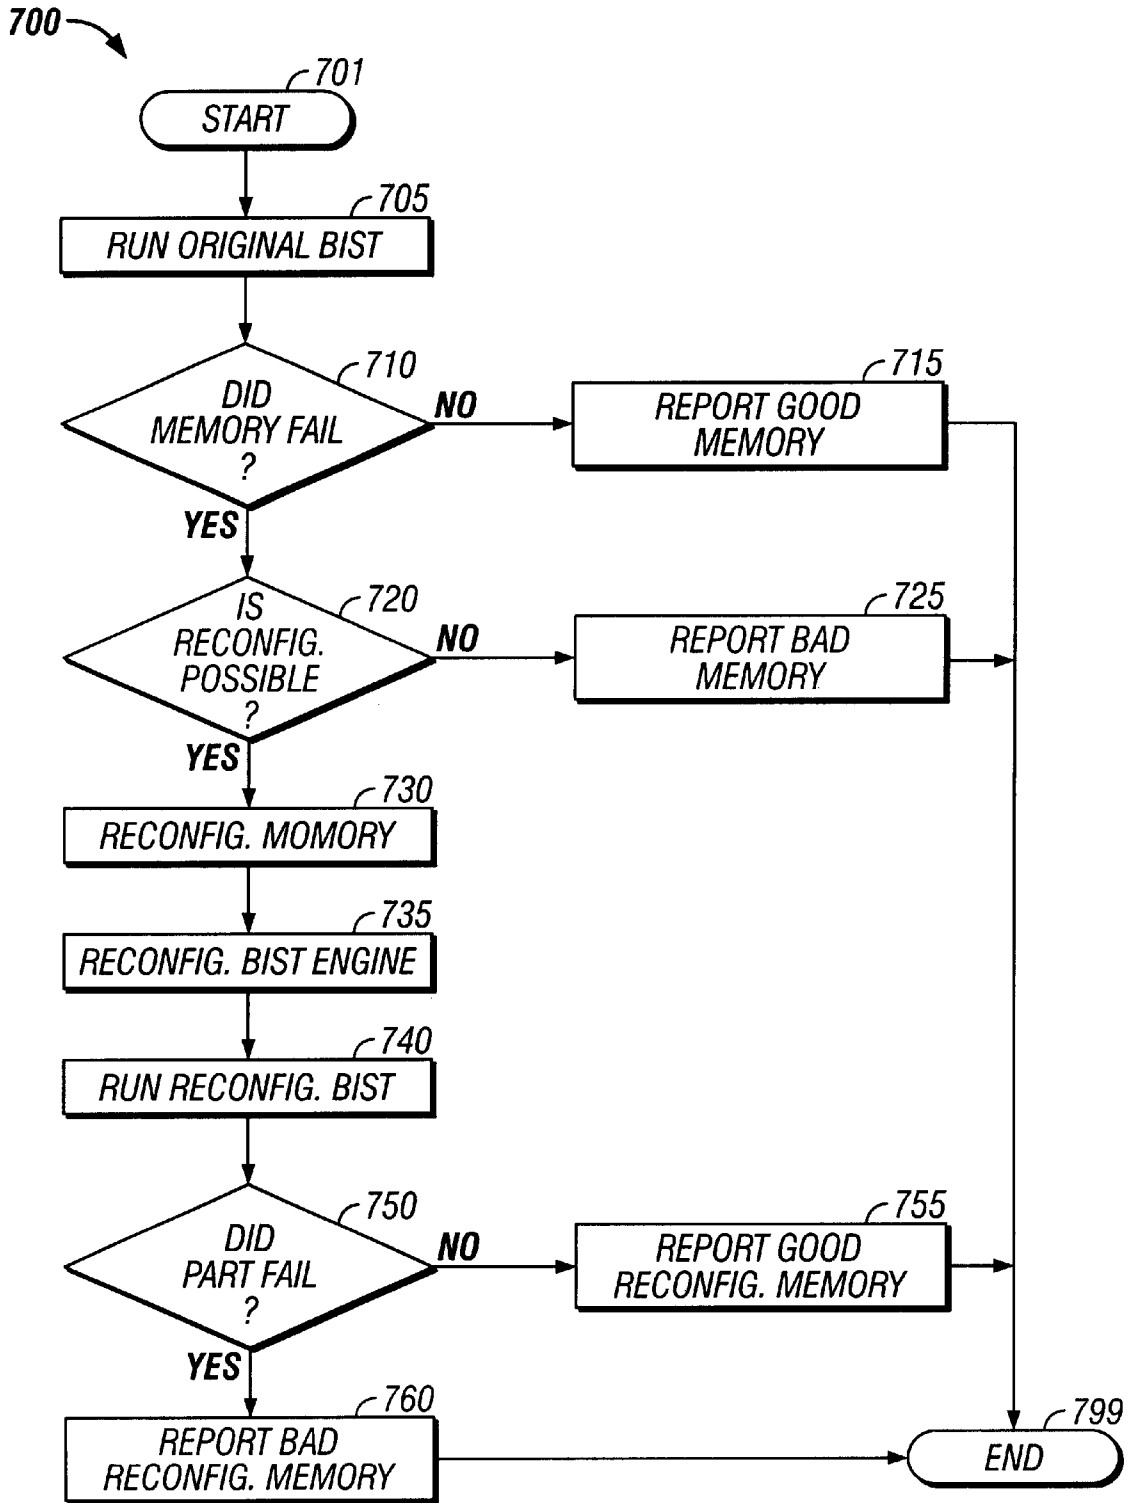 700
701
START
705
RUN ORIGINAL BIST
710
DID
MEMORY FAIL
?
NO
715
REPORT GOOD
MEMORY
YES
720
IS
RECONFIG.
POSSIBLE
?
NO
725
REPORT BAD
MEMORY
YES
730
RECONFIG. MOMORY
735
RECONFIG. BIST ENGINE
740
RUN RECONFIG. BIST
750
DID
PART FAIL
?
NO
755
REPORT GOOD
RECONFIG. MEMORY
YES
760
REPORT BAD
RECONFIG. MEMORY
799
END